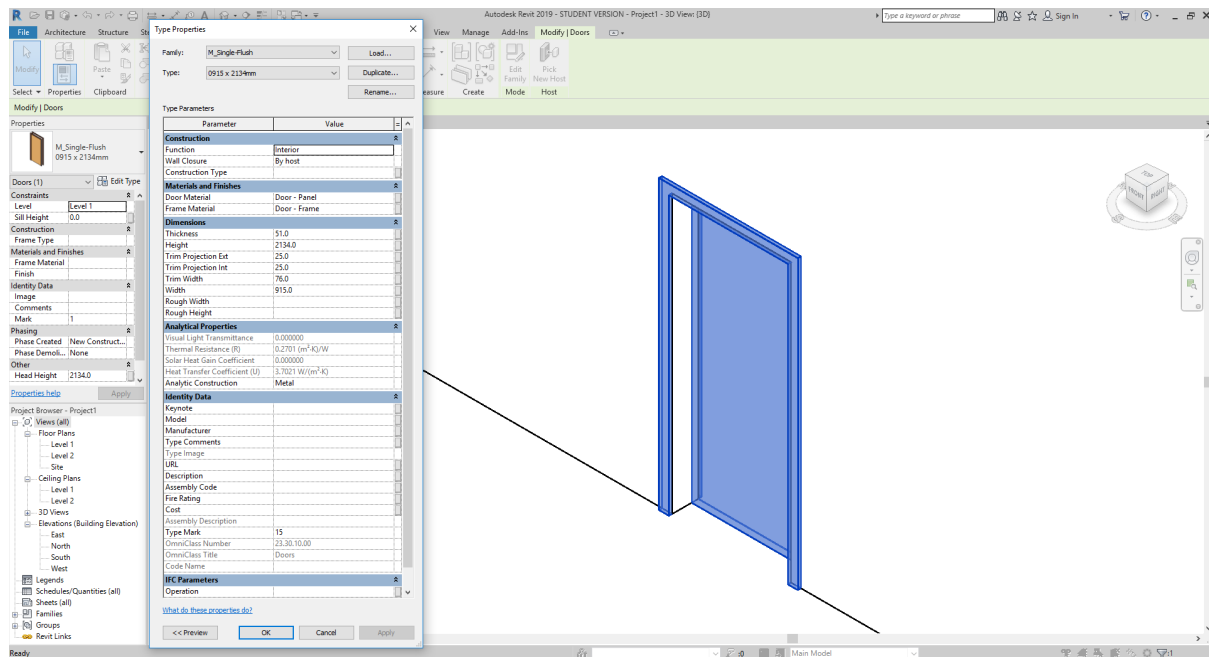 Autodesk Revit 2019 - STUDENT VERSION - Project1 - 3D View: {3D}
Type a keyword or phrase
Sign In
File Architecture Structure St
View Manage Add-Ins Modify | Doors
Modify
Paste
Edit Family
Pick New Host
Select Properties Clipboard
easure Create Mode Host
Modify | Doors
Properties
M_Single-Flush
0915 x 2134mm
Doors (1) Edit Type
Constraints
Level Level 1
Sill Height 0.0
Construction
Frame Type
Materials and Finishes
Frame Material
Finish
Identity Data
Image
Comments
Mark 1
Phasing
Phase Created New Construct...
Phase Demoli... None
Other
Head Height 2134.0
Properties help Apply
Project Browser - Project1
Views (all)
Floor Plans
Level 1
Level 2
Site
Ceiling Plans
Level 1
Level 2
3D Views
Elevations (Building Elevation)
East
North
South
West
Legends
Schedules/Quantities (all)
Sheets (all)
Families
Groups
Revit Links
Ready
Type Properties
Family: M_Single-Flush Load...
Type: 0915 x 2134mm Duplicate...
Rename...
Type Parameters
Parameter Value =
Construction
Function Interior
Wall Closure By host
Construction Type
Materials and Finishes
Door Material Door - Panel
Frame Material Door - Frame
Dimensions
Thickness 51.0
Height 2134.0
Trim Projection Ext 25.0
Trim Projection Int 25.0
Trim Width 76.0
Width 915.0
Rough Width
Rough Height
Analytical Properties
Visual Light Transmittance 0.000000
Thermal Resistance (R) 0.2701 (m²·K)/W
Solar Heat Gain Coefficient 0.000000
Heat Transfer Coefficient (U) 3.7021 W/(m²·K)
Analytic Construction Metal
Identity Data
Keynote
Model
Manufacturer
Type Comments
Type Image
URL
Description
Assembly Code
Fire Rating
Cost
Assembly Description
Type Mark 15
OmniClass Number 23.30.10.00
OmniClass Title Doors
Code Name
IFC Parameters
Operation
What do these properties do?
<< Preview OK Cancel Apply
TOP
FRONT
RIGHT
:0
Main Model
:1